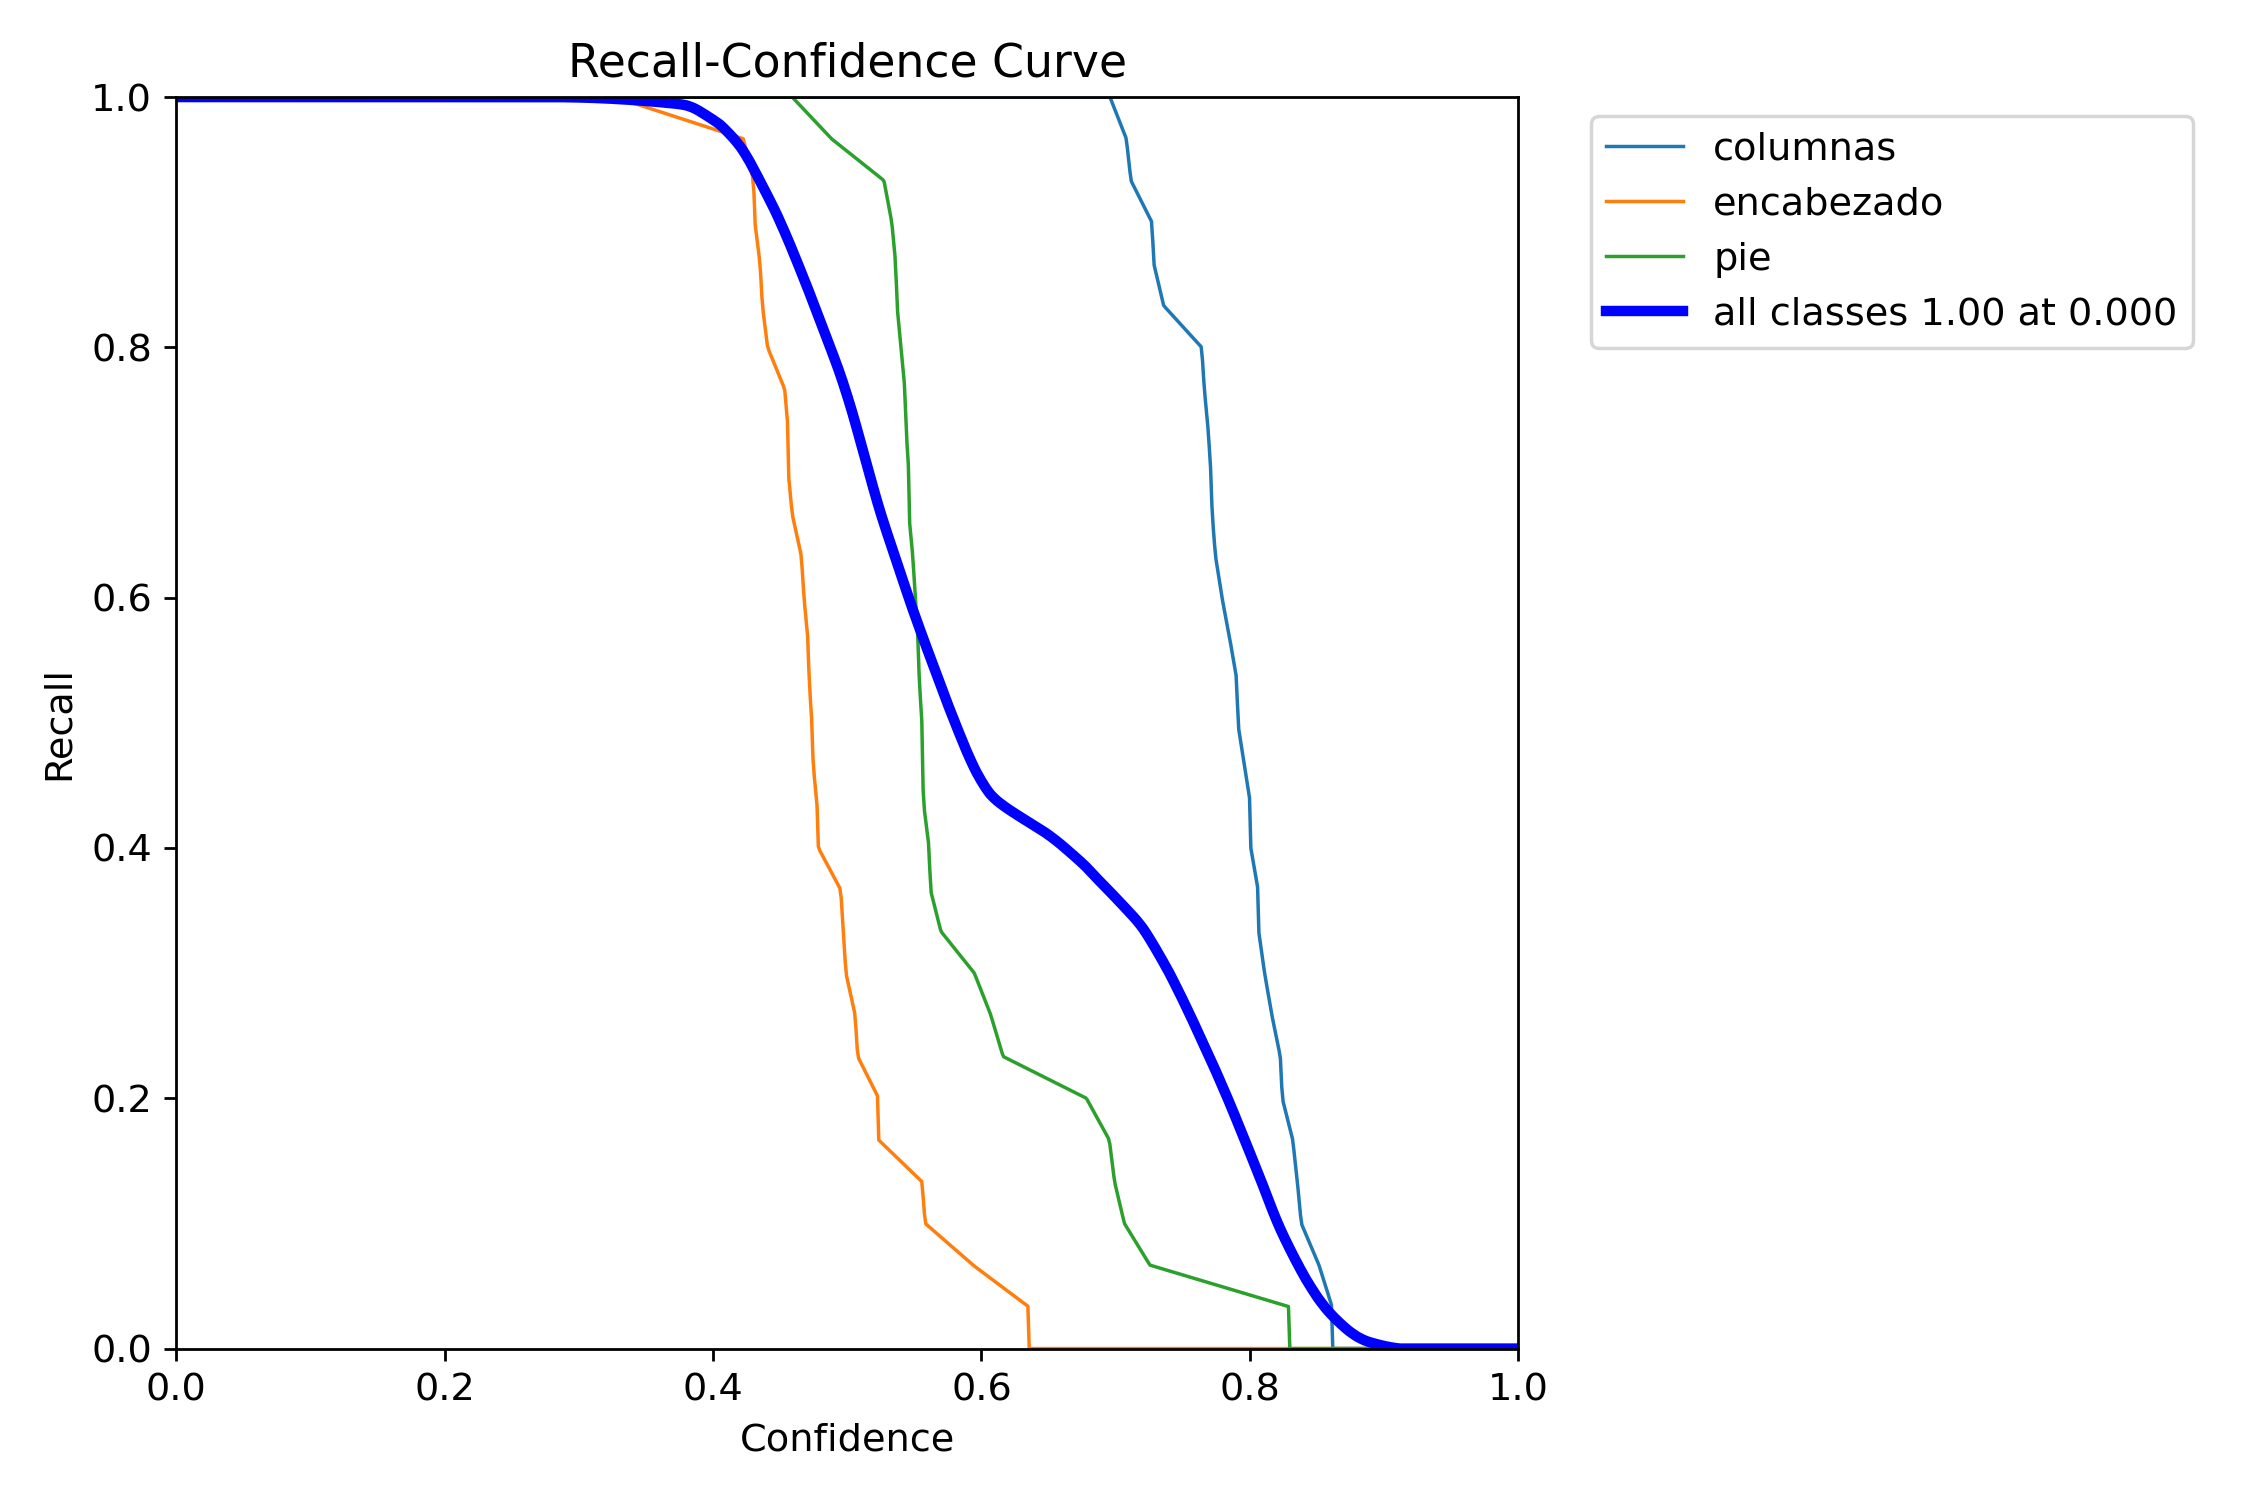 Recall-Confidence Curve
1.0
0.8
0.6
0.4
0.2
0.0
Recall
0.0 0.2 0.4 0.6 0.8 1.0
Confidence
columnas
encabezado
pie
all classes 1.00 at 0.000